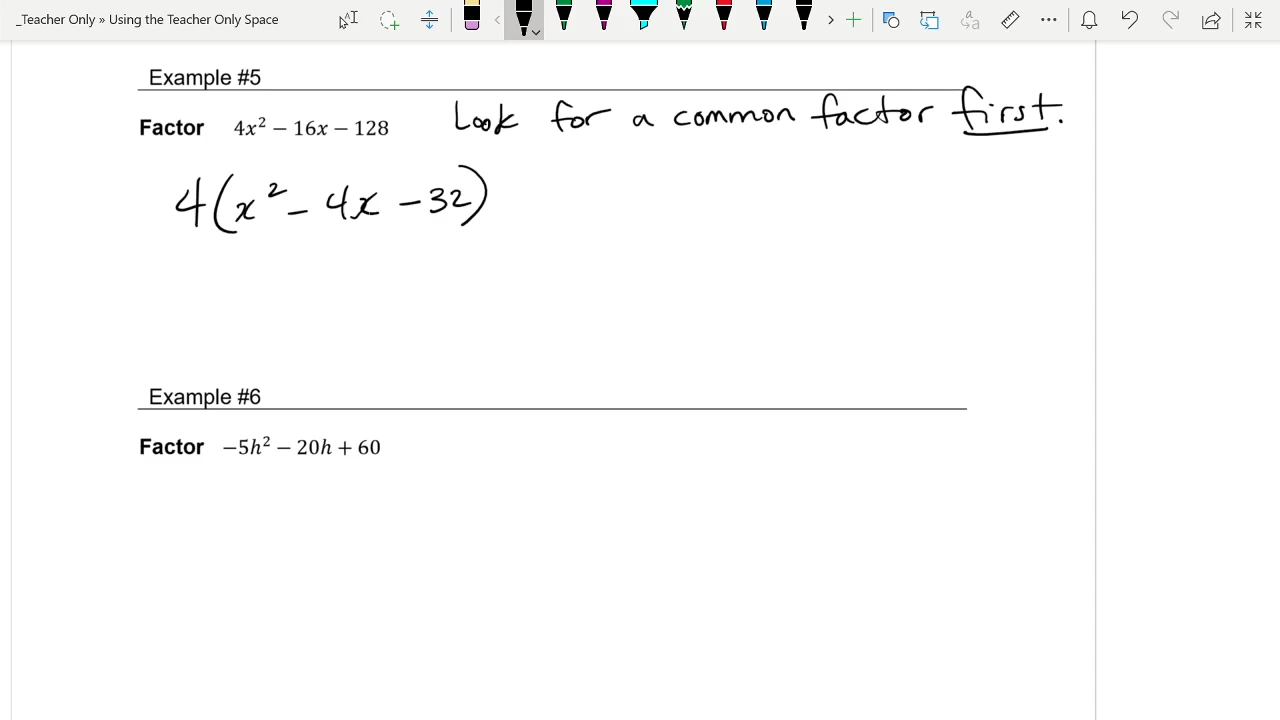 _Teacher Only » Using the Teacher Only Space
Example #5
Factor 4x² − 16x − 128 Look for a common factor first.
4(x² − 4x − 32)
Example #6
Factor −5h² − 20h + 60